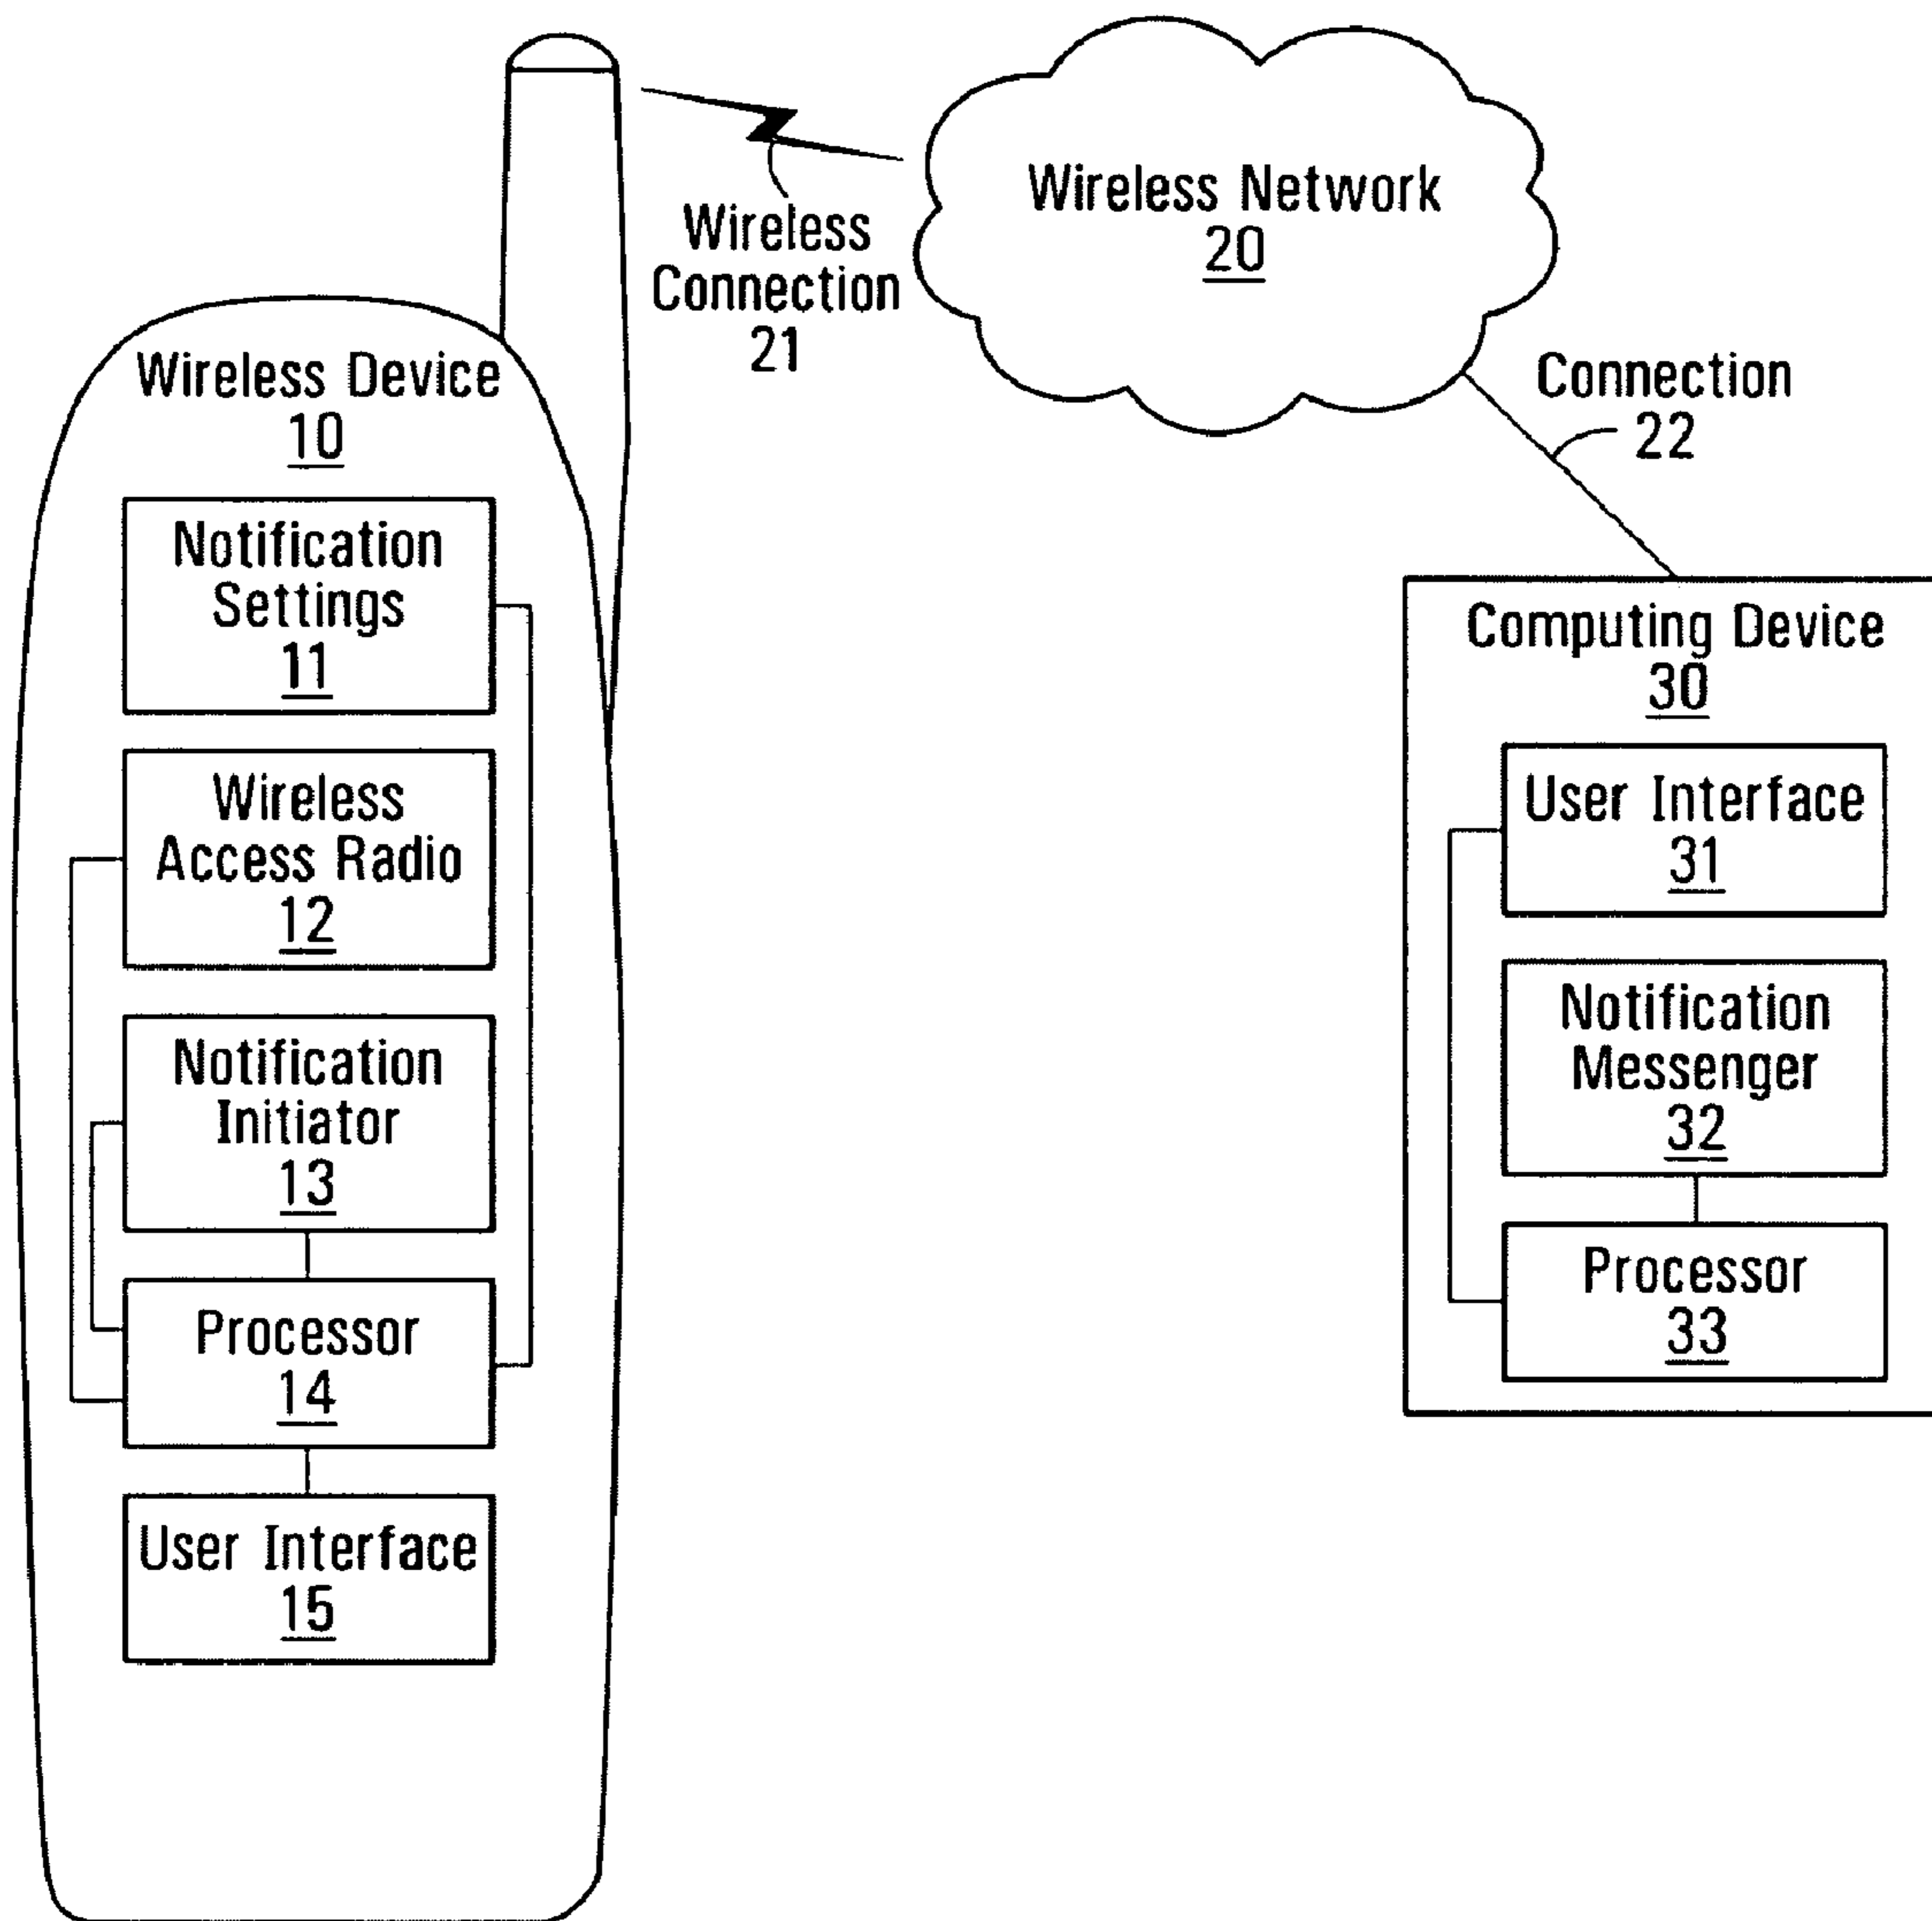 Wireless Network
20
Wireless
Connection
21
Connection
22
Wireless Device
10
Notification
Settings
11
Wireless
Access Radio
12
Notification
Initiator
13
Processor
14
User Interface
15
Computing Device
30
User Interface
31
Notification
Messenger
32
Processor
33